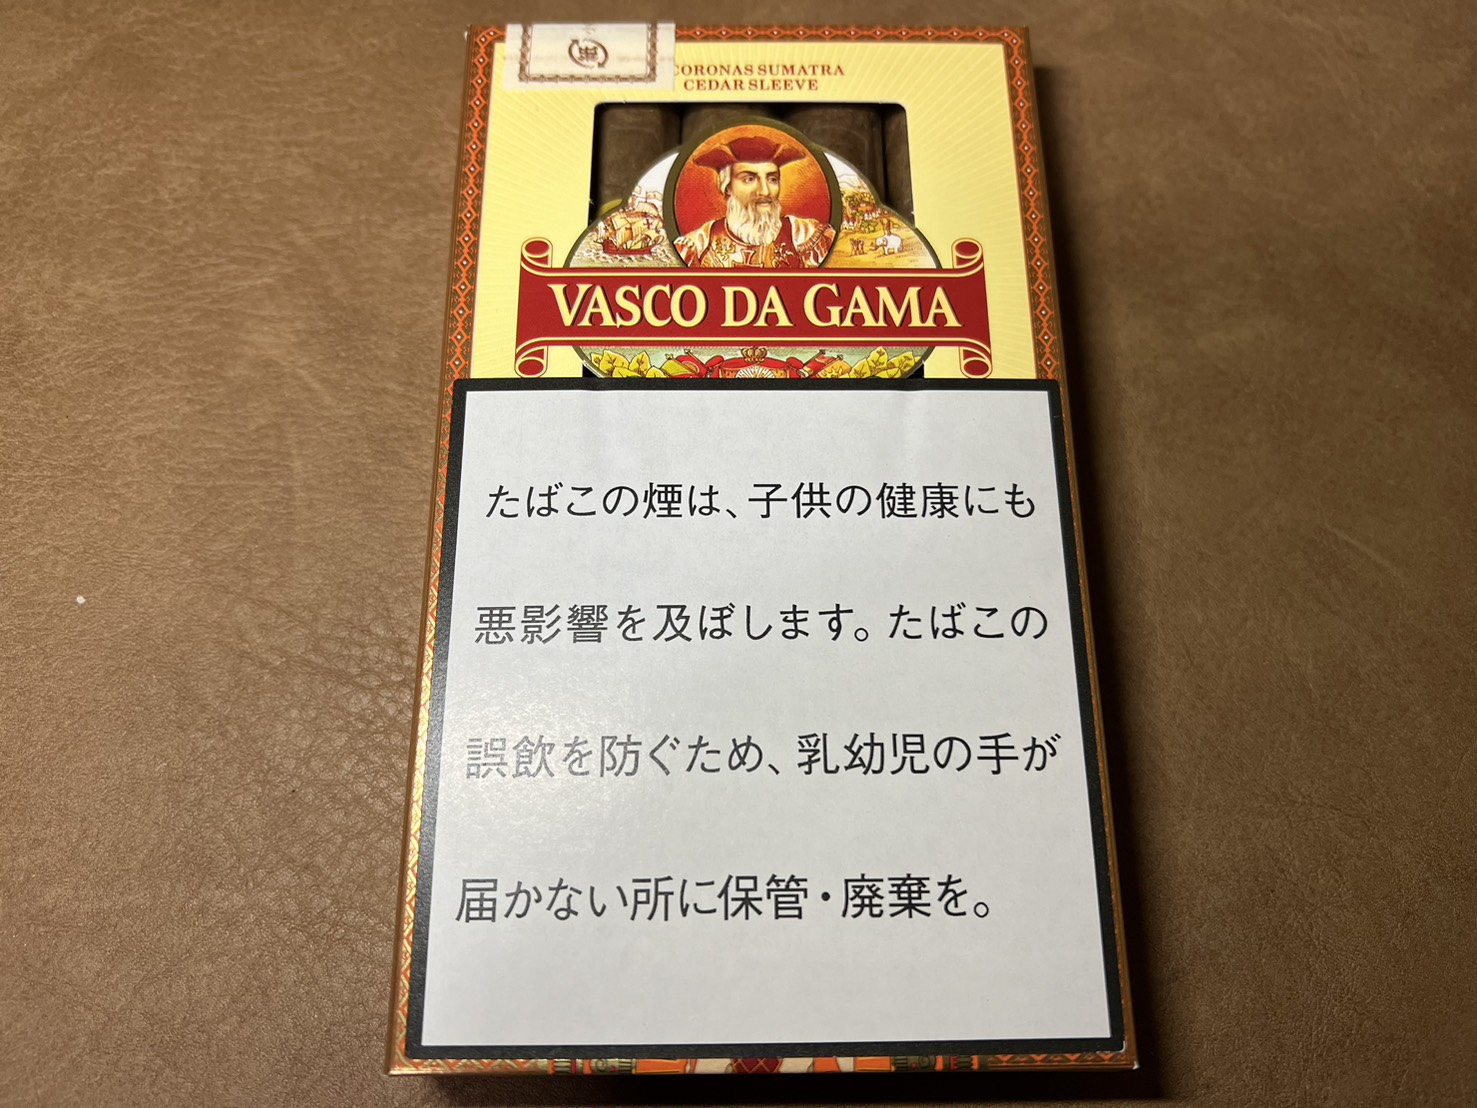 CORONAS SUMATRA
CEDAR SLEEVE
VASCO DA GAMA
たばこの煙は、子供の健康にも
悪影響を及ぼします。たばこの
誤飲を防ぐため、乳幼児の手が
届かない所に保管・廃棄を。